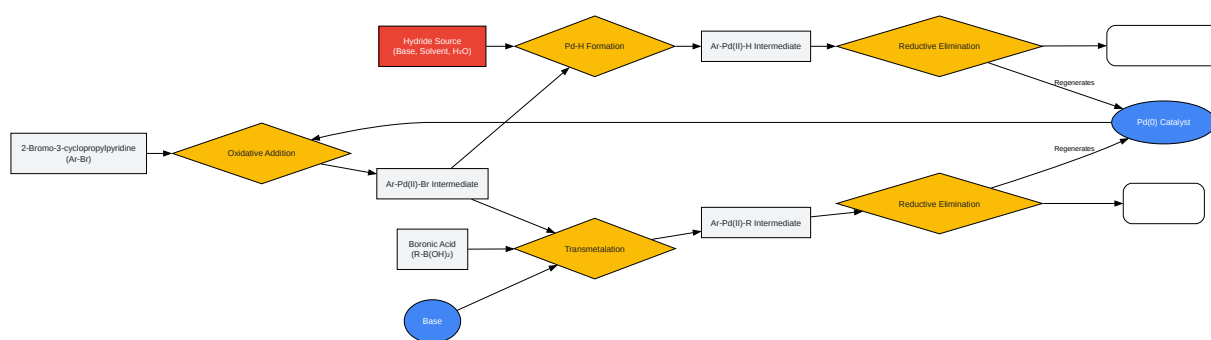 Hydride Source
(Base, Solvent, H₂O)
Pd-H Formation
Ar-Pd(II)-H Intermediate
Reductive Elimination
Regenerates
Pd(0) Catalyst
2-Bromo-3-cyclopropylpyridine
(Ar-Br)
Oxidative Addition
Ar-Pd(II)-Br Intermediate
Regenerates
Boronic Acid
(R-B(OH)₂)
Transmetalation
Ar-Pd(II)-R Intermediate
Reductive Elimination
Base